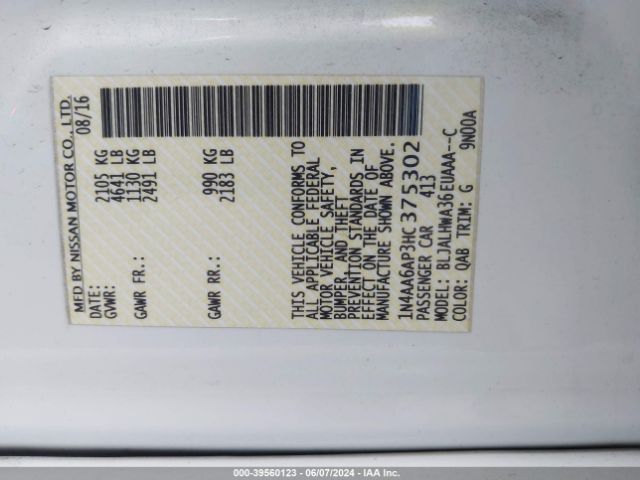 MFD BY NISSAN MOTOR CO., LTD.
DATE: 08/16
GVWR: 2105 KG
4641 LB
GAWR FR.: 1130 KG
2491 LB
GAWR RR.: 990 KG
2183 LB
THIS VEHICLE CONFORMS TO
ALL APPLICABLE FEDERAL
MOTOR VEHICLE SAFETY,
BUMPER, AND THEFT
PREVENTION STANDARDS IN
EFFECT ON THE DATE OF
MANUFACTURE SHOWN ABOVE.
1N4AA6AP3HC375302
PASSENGER CAR 413
MODEL: BLJALHWA36EUAAA--C
COLOR: QAB TRIM: G 9N00A
000-39560123 - 06/07/2024 - IAA Inc.